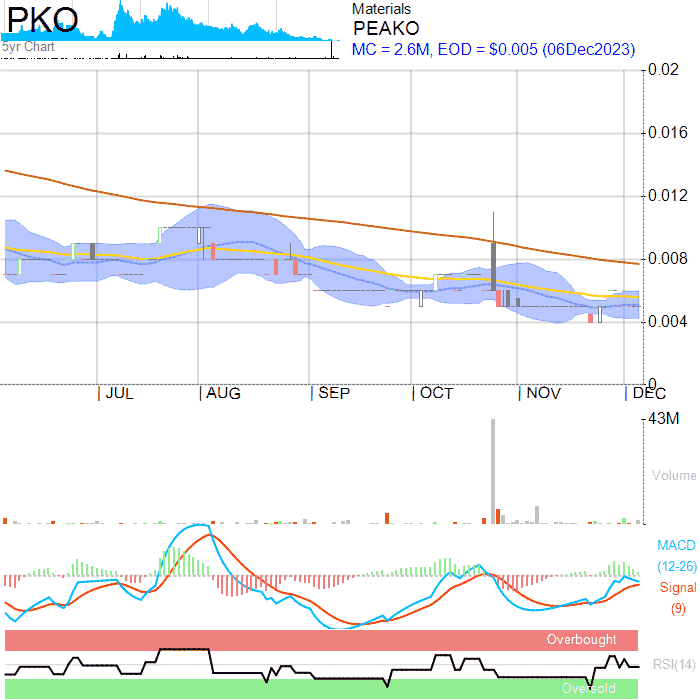 PKO
5yr Chart
Materials
PEAKO
MC = 2.6M, EOD = $0.005 (06Dec2023)
0.02
0.016
0.012
0.008
0.004
0
JUL
AUG
SEP
OCT
NOV
DEC
43M
Volume
MACD
(12-26)
Signal
(9)
Overbought
RSI(14)
Oversold